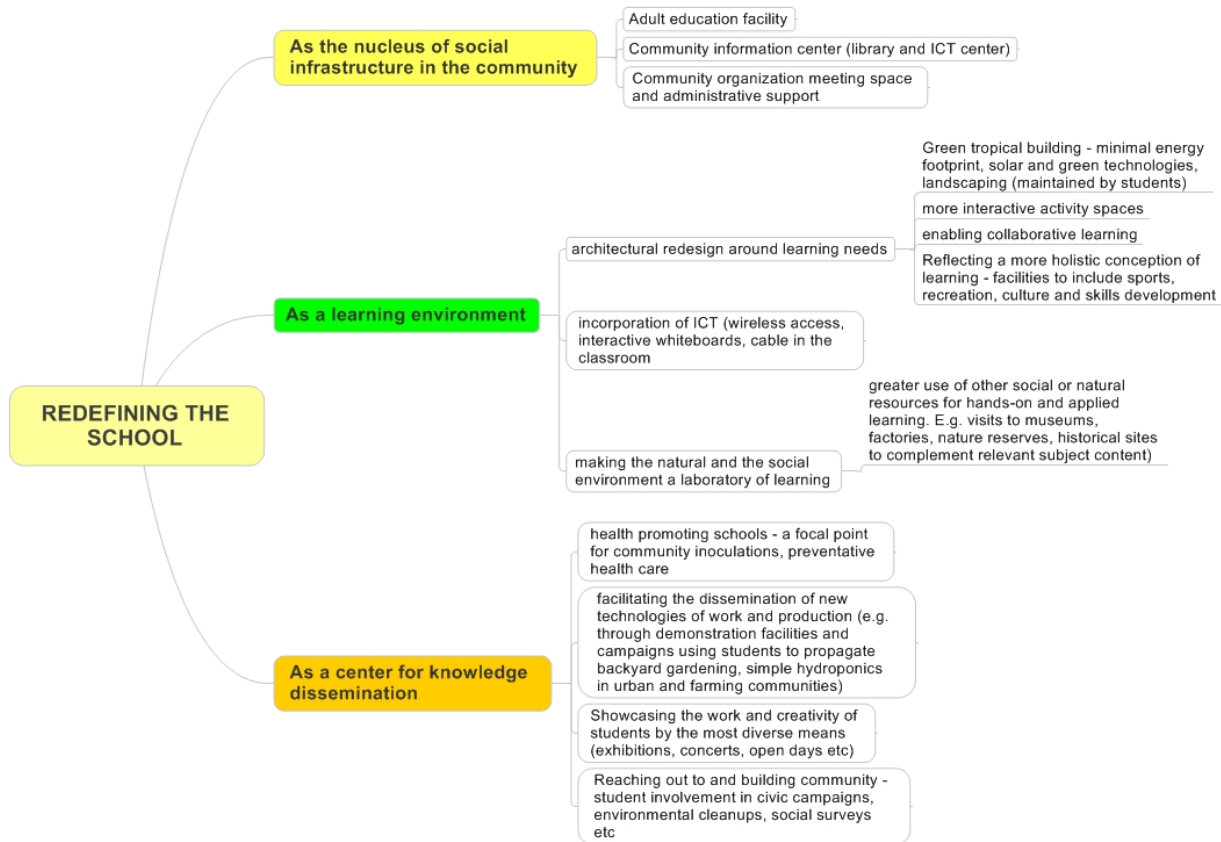 REDEFINING THE
SCHOOL
As the nucleus of social
infrastructure in the community
Adult education facility
Community information center (library and ICT center)
Community organization meeting space
and administrative support
As a learning environment
architectural redesign around learning needs
Green tropical building - minimal energy
footprint, solar and green technologies,
landscaping (maintained by students)
more interactive activity spaces
enabling collaborative learning
Reflecting a more holistic conception of
learning - facilities to include sports,
recreation, culture and skills development
incorporation of ICT (wireless access,
interactive whiteboards, cable in the
classroom
making the natural and the social
environment a laboratory of learning
greater use of other social or natural
resources for hands-on and applied
learning. E.g. visits to museums,
factories, nature reserves, historical sites
to complement relevant subject content)
As a center for knowledge
dissemination
health promoting schools - a focal point
for community inoculations, preventative
health care
facilitating the dissemination of new
technologies of work and production (e.g.
through demonstration facilities and
campaigns using students to propagate
backyard gardening, simple hydroponics
in urban and farming communities)
Showcasing the work and creativity of
students by the most diverse means
(exhibitions, concerts, open days etc)
Reaching out to and building community -
student involvement in civic campaigns,
environmental cleanups, social surveys
etc